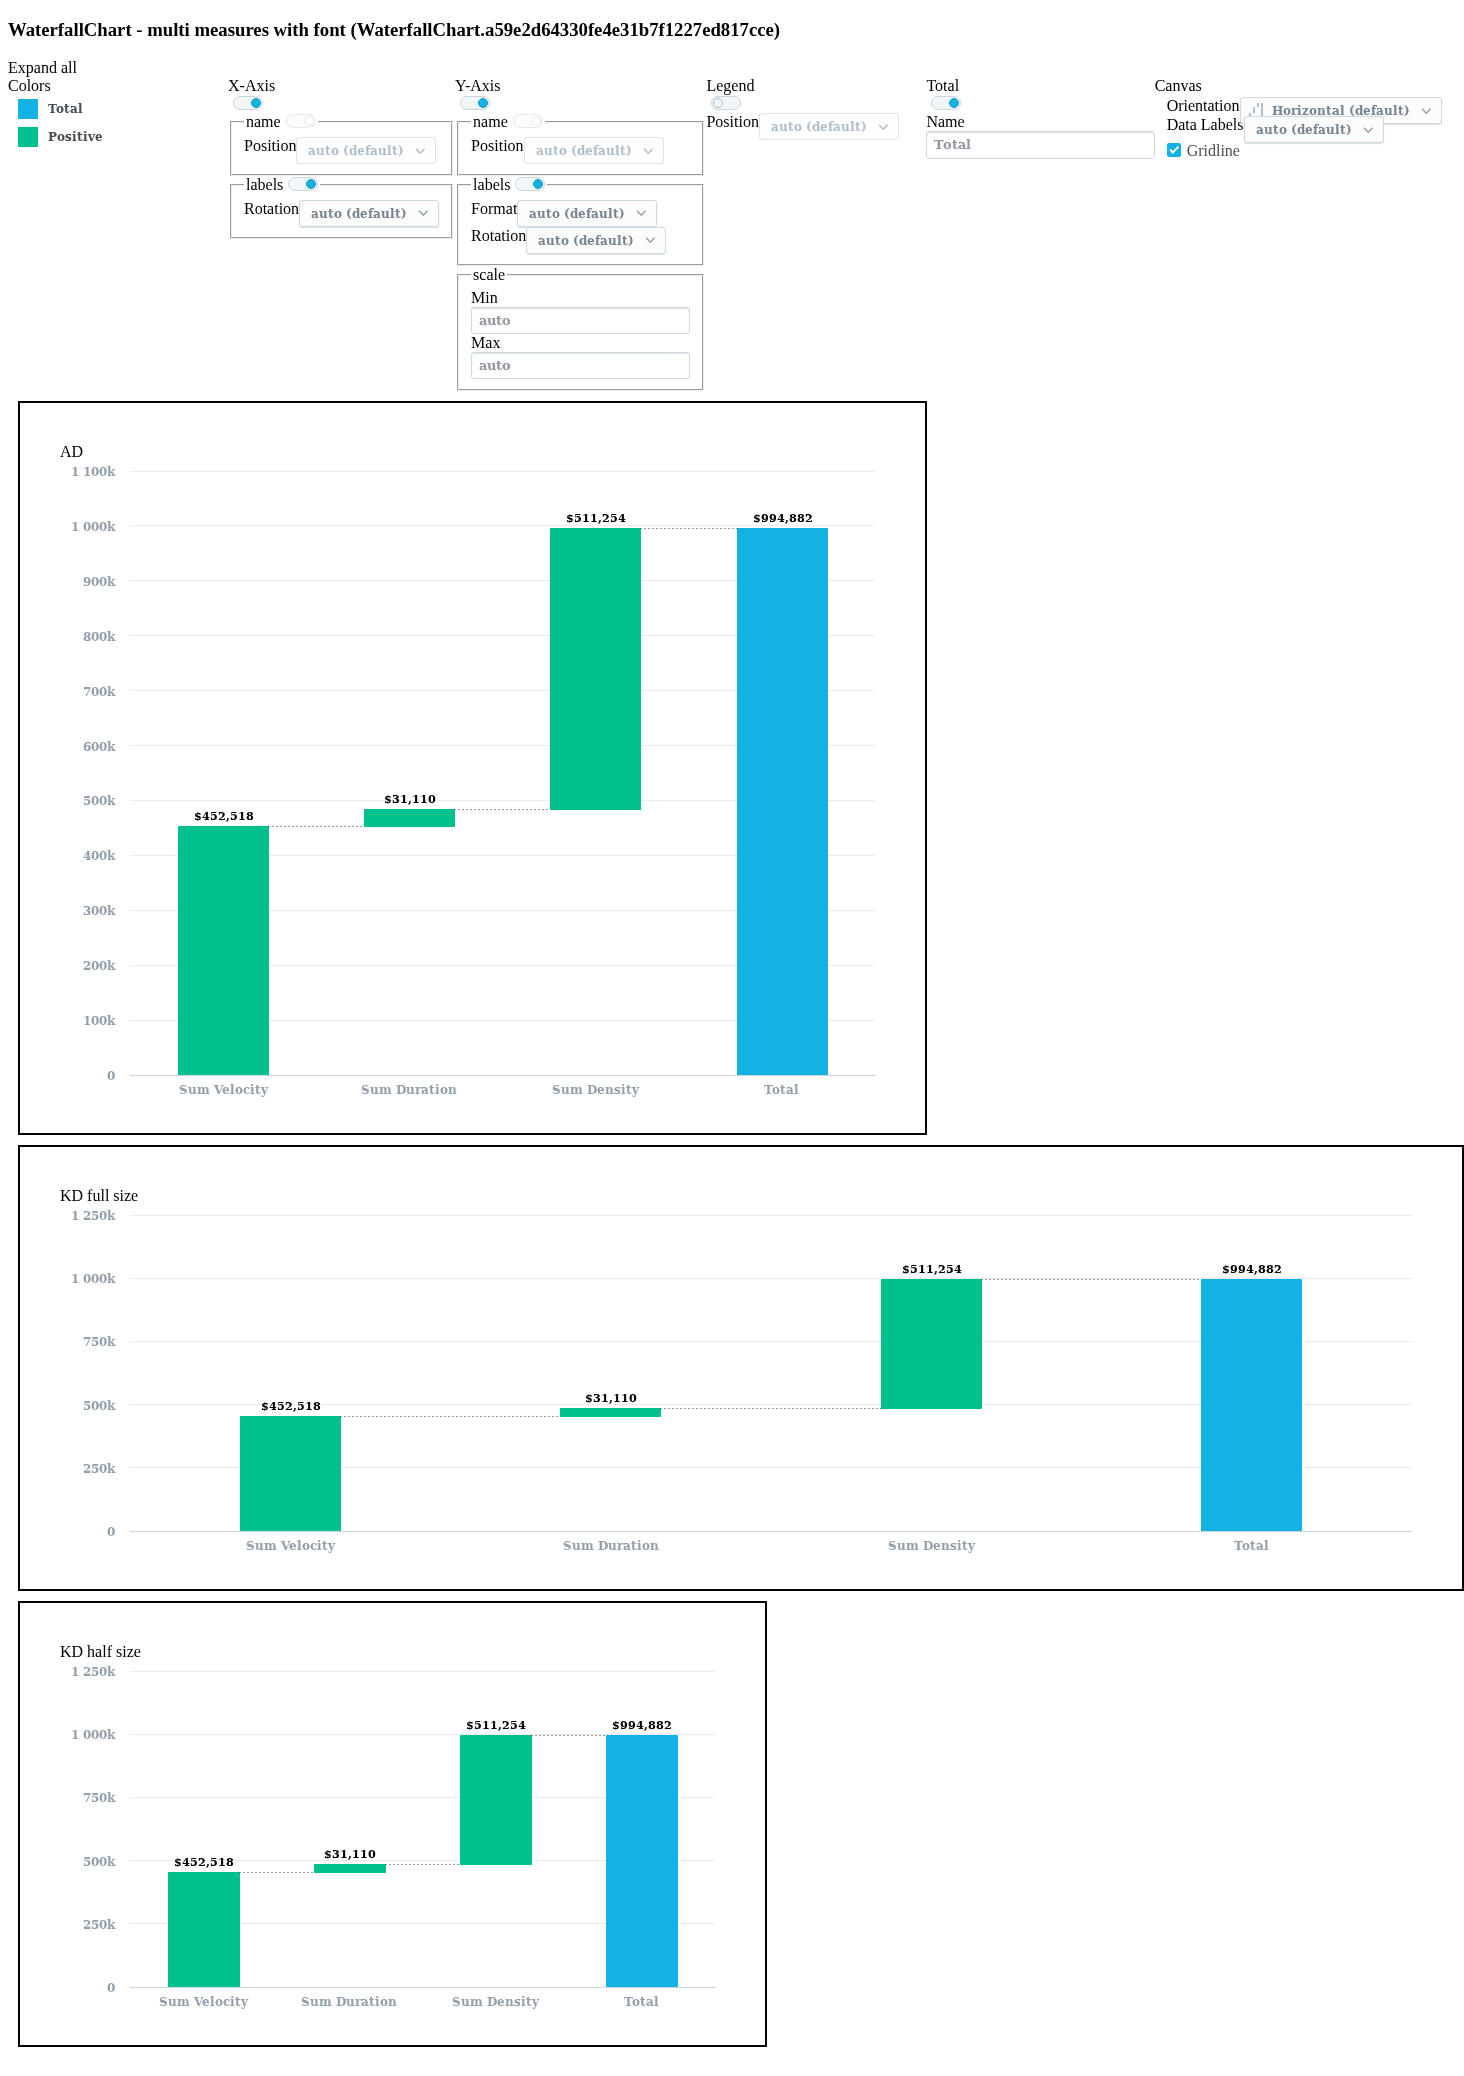 WaterfallChart - multi measures with font (WaterfallChart.a59e2d64330fe4e31b7f1227ed817cce)
Expand all
Colors
Total
Positive
X-Axis
name
Position auto (default)
labels
Rotation auto (default)
Y-Axis
name
Position auto (default)
labels
Format auto (default)
Rotation auto (default)
scale
Min
auto
Max
auto
Legend
Position auto (default)
Total
Name
Total
Canvas
Orientation Horizontal (default)
Data Labels auto (default)
Gridline
AD
1 100k
1 000k
900k
800k
700k
600k
500k
400k
300k
200k
100k
0
$452,518
$31,110
$511,254
$994,882
Sum Velocity
Sum Duration
Sum Density
Total
KD full size
1 250k
1 000k
750k
500k
250k
0
$452,518
$31,110
$511,254
$994,882
Sum Velocity
Sum Duration
Sum Density
Total
KD half size
1 250k
1 000k
750k
500k
250k
0
$452,518
$31,110
$511,254
$994,882
Sum Velocity
Sum Duration
Sum Density
Total